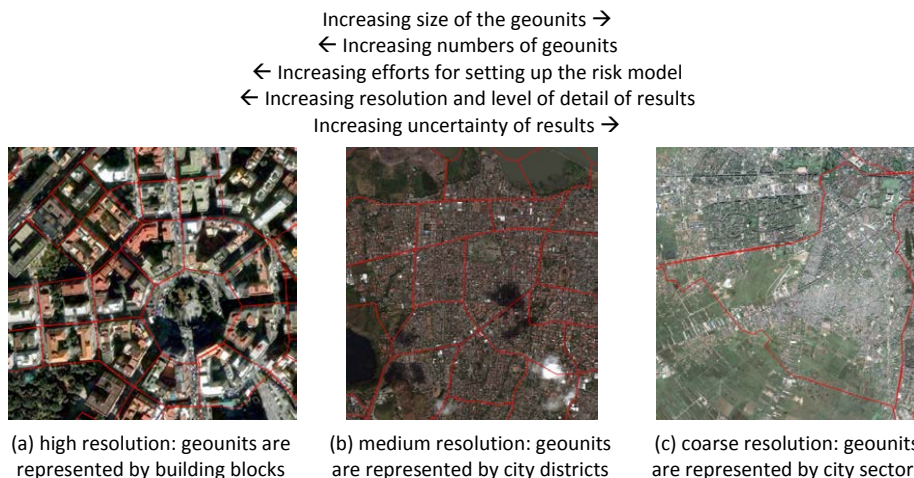 Increasing size of the geounits →
← Increasing numbers of geounits
← Increasing efforts for setting up the risk model
← Increasing resolution and level of detail of results
Increasing uncertainty of results →
(a) high resolution: geounits are
represented by building blocks
(b) medium resolution: geounits
are represented by city districts
(c) coarse resolution: geounits
are represented by city sector